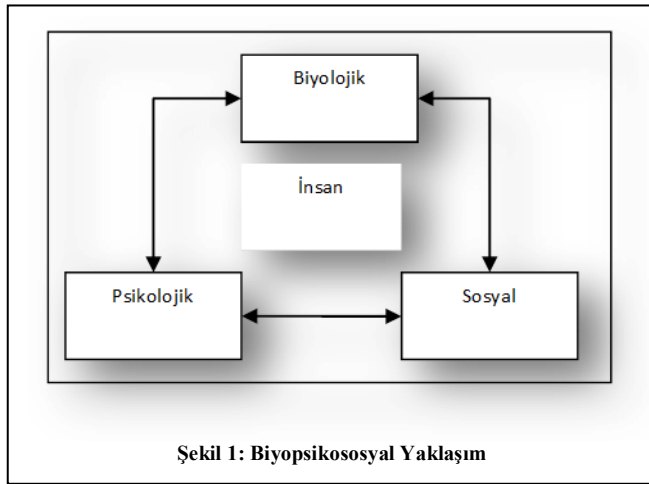 Biyolojik
İnsan
Psikolojik
Sosyal
Şekil 1: Biyopsikososyal Yaklaşım